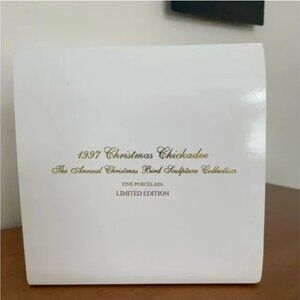 1997 Christmas Chickadee
The Annual Christmas Bird Sculpture Collection
FINE PORCELAIN
LIMITED EDITION